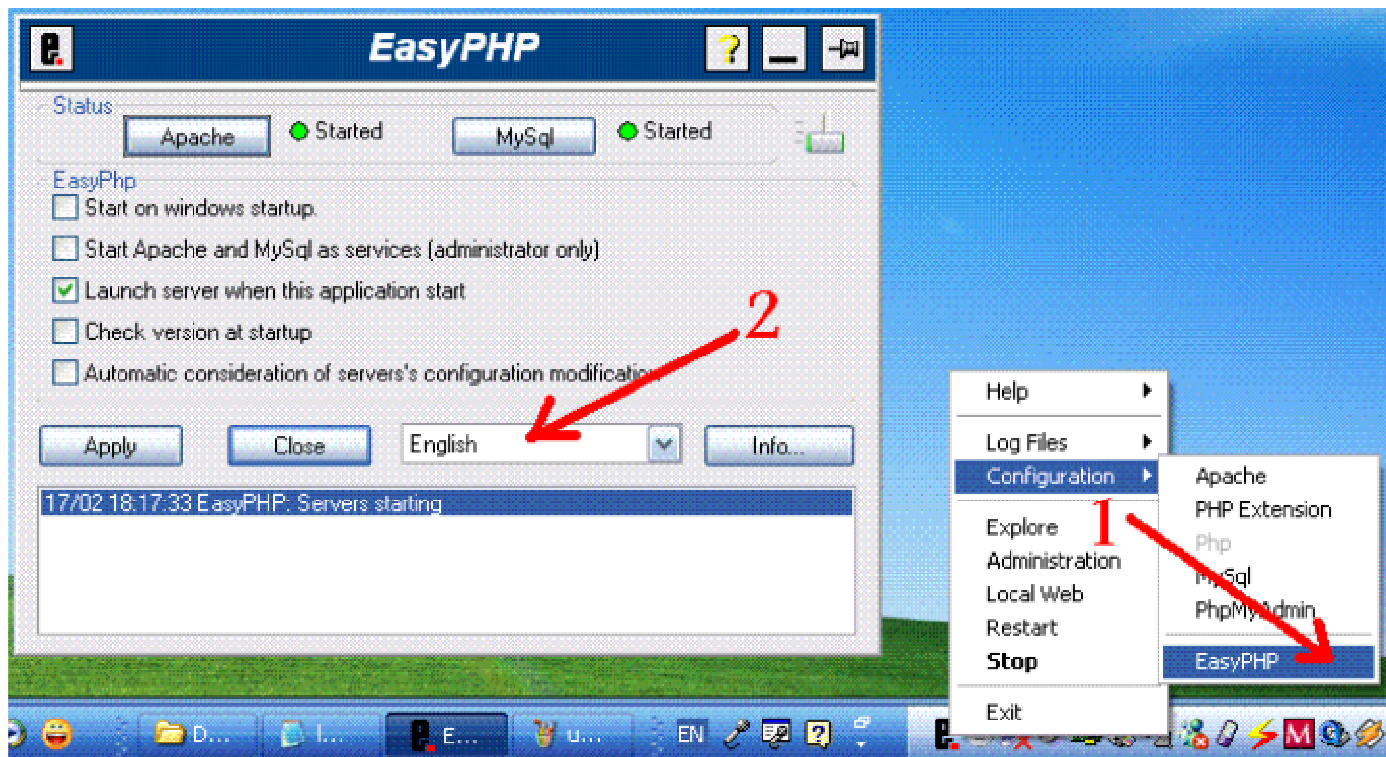 e.
EasyPHP
?
Status
Apache
Started
MySql
Started
EasyPhp
Start on windows startup.
Start Apache and MySql as services (administrator only)
Launch server when this application start
Check version at startup
Automatic consideration of servers's configuration modification
2
Apply
Close
English
Info...
17/02 18:17:33 EasyPHP: Servers starting
Help
Log Files
Configuration
1
Explore
Administration
Local Web
Restart
Stop
Exit
Apache
PHP Extension
Php
MySql
PhpMyAdmin
EasyPHP
D...
I...
e. E...
u...
EN
?
e.
M